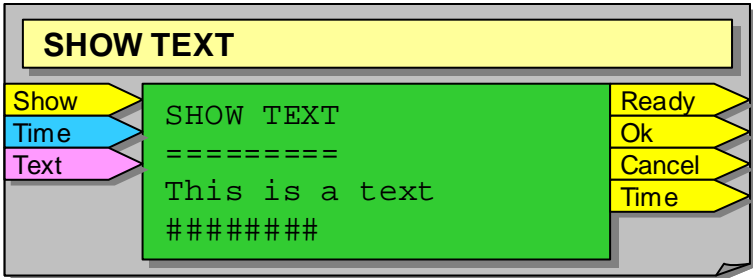 SHOW TEXT
Show
Time
Text
SHOW TEXT
=========
This is a text
########
Ready
Ok
Cancel
Time